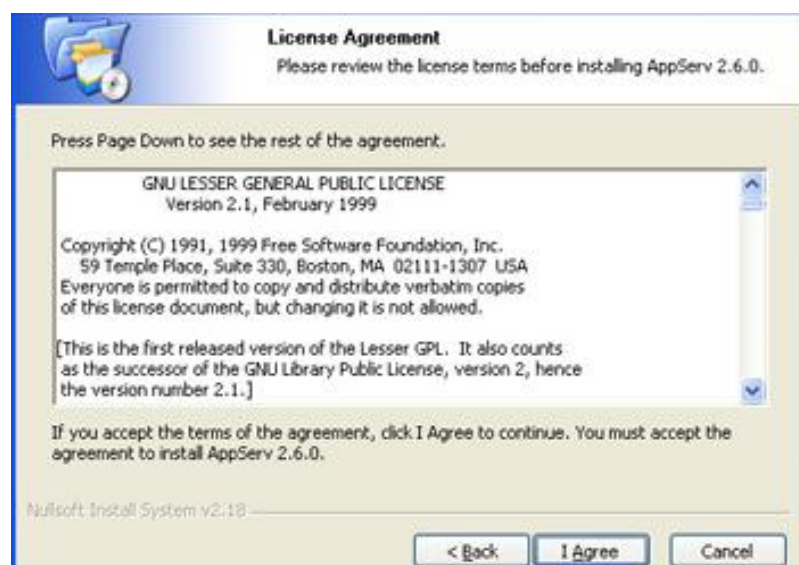 License Agreement
Please review the license terms before installing AppServ 2.6.0.
Press Page Down to see the rest of the agreement.
GNU LESSER GENERAL PUBLIC LICENSE
Version 2.1, February 1999
Copyright (C) 1991, 1999 Free Software Foundation, Inc.
59 Temple Place, Suite 330, Boston, MA 02111-1307 USA
Everyone is permitted to copy and distribute verbatim copies
of this license document, but changing it is not allowed.
[This is the first released version of the Lesser GPL. It also counts
as the successor of the GNU Library Public License, version 2, hence
the version number 2.1.]
If you accept the terms of the agreement, click I Agree to continue. You must accept the
agreement to install AppServ 2.6.0.
Nullsoft Install System v2.18
< Back I Agree Cancel